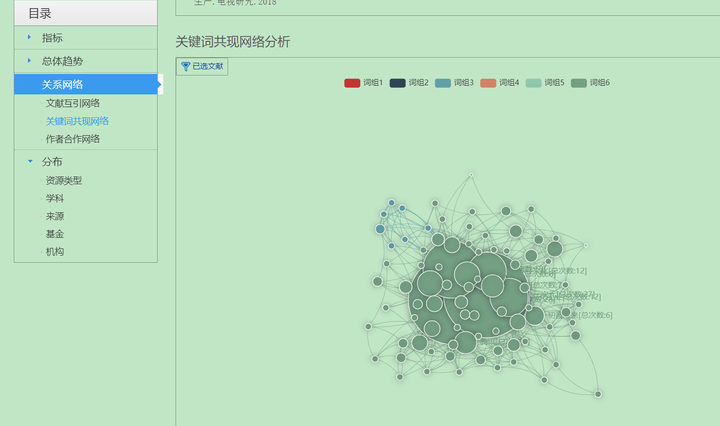 目录
生产. 电视研究. 2018
指标
总体趋势
关系网络
文献互引网络
关键词共现网络
作者合作网络
分布
资源类型
学科
来源
基金
机构
关键词共现网络分析
已选文献
词组1 词组2 词组3 词组4 词组5 词组6
[总次数:12]
[总次数:6]